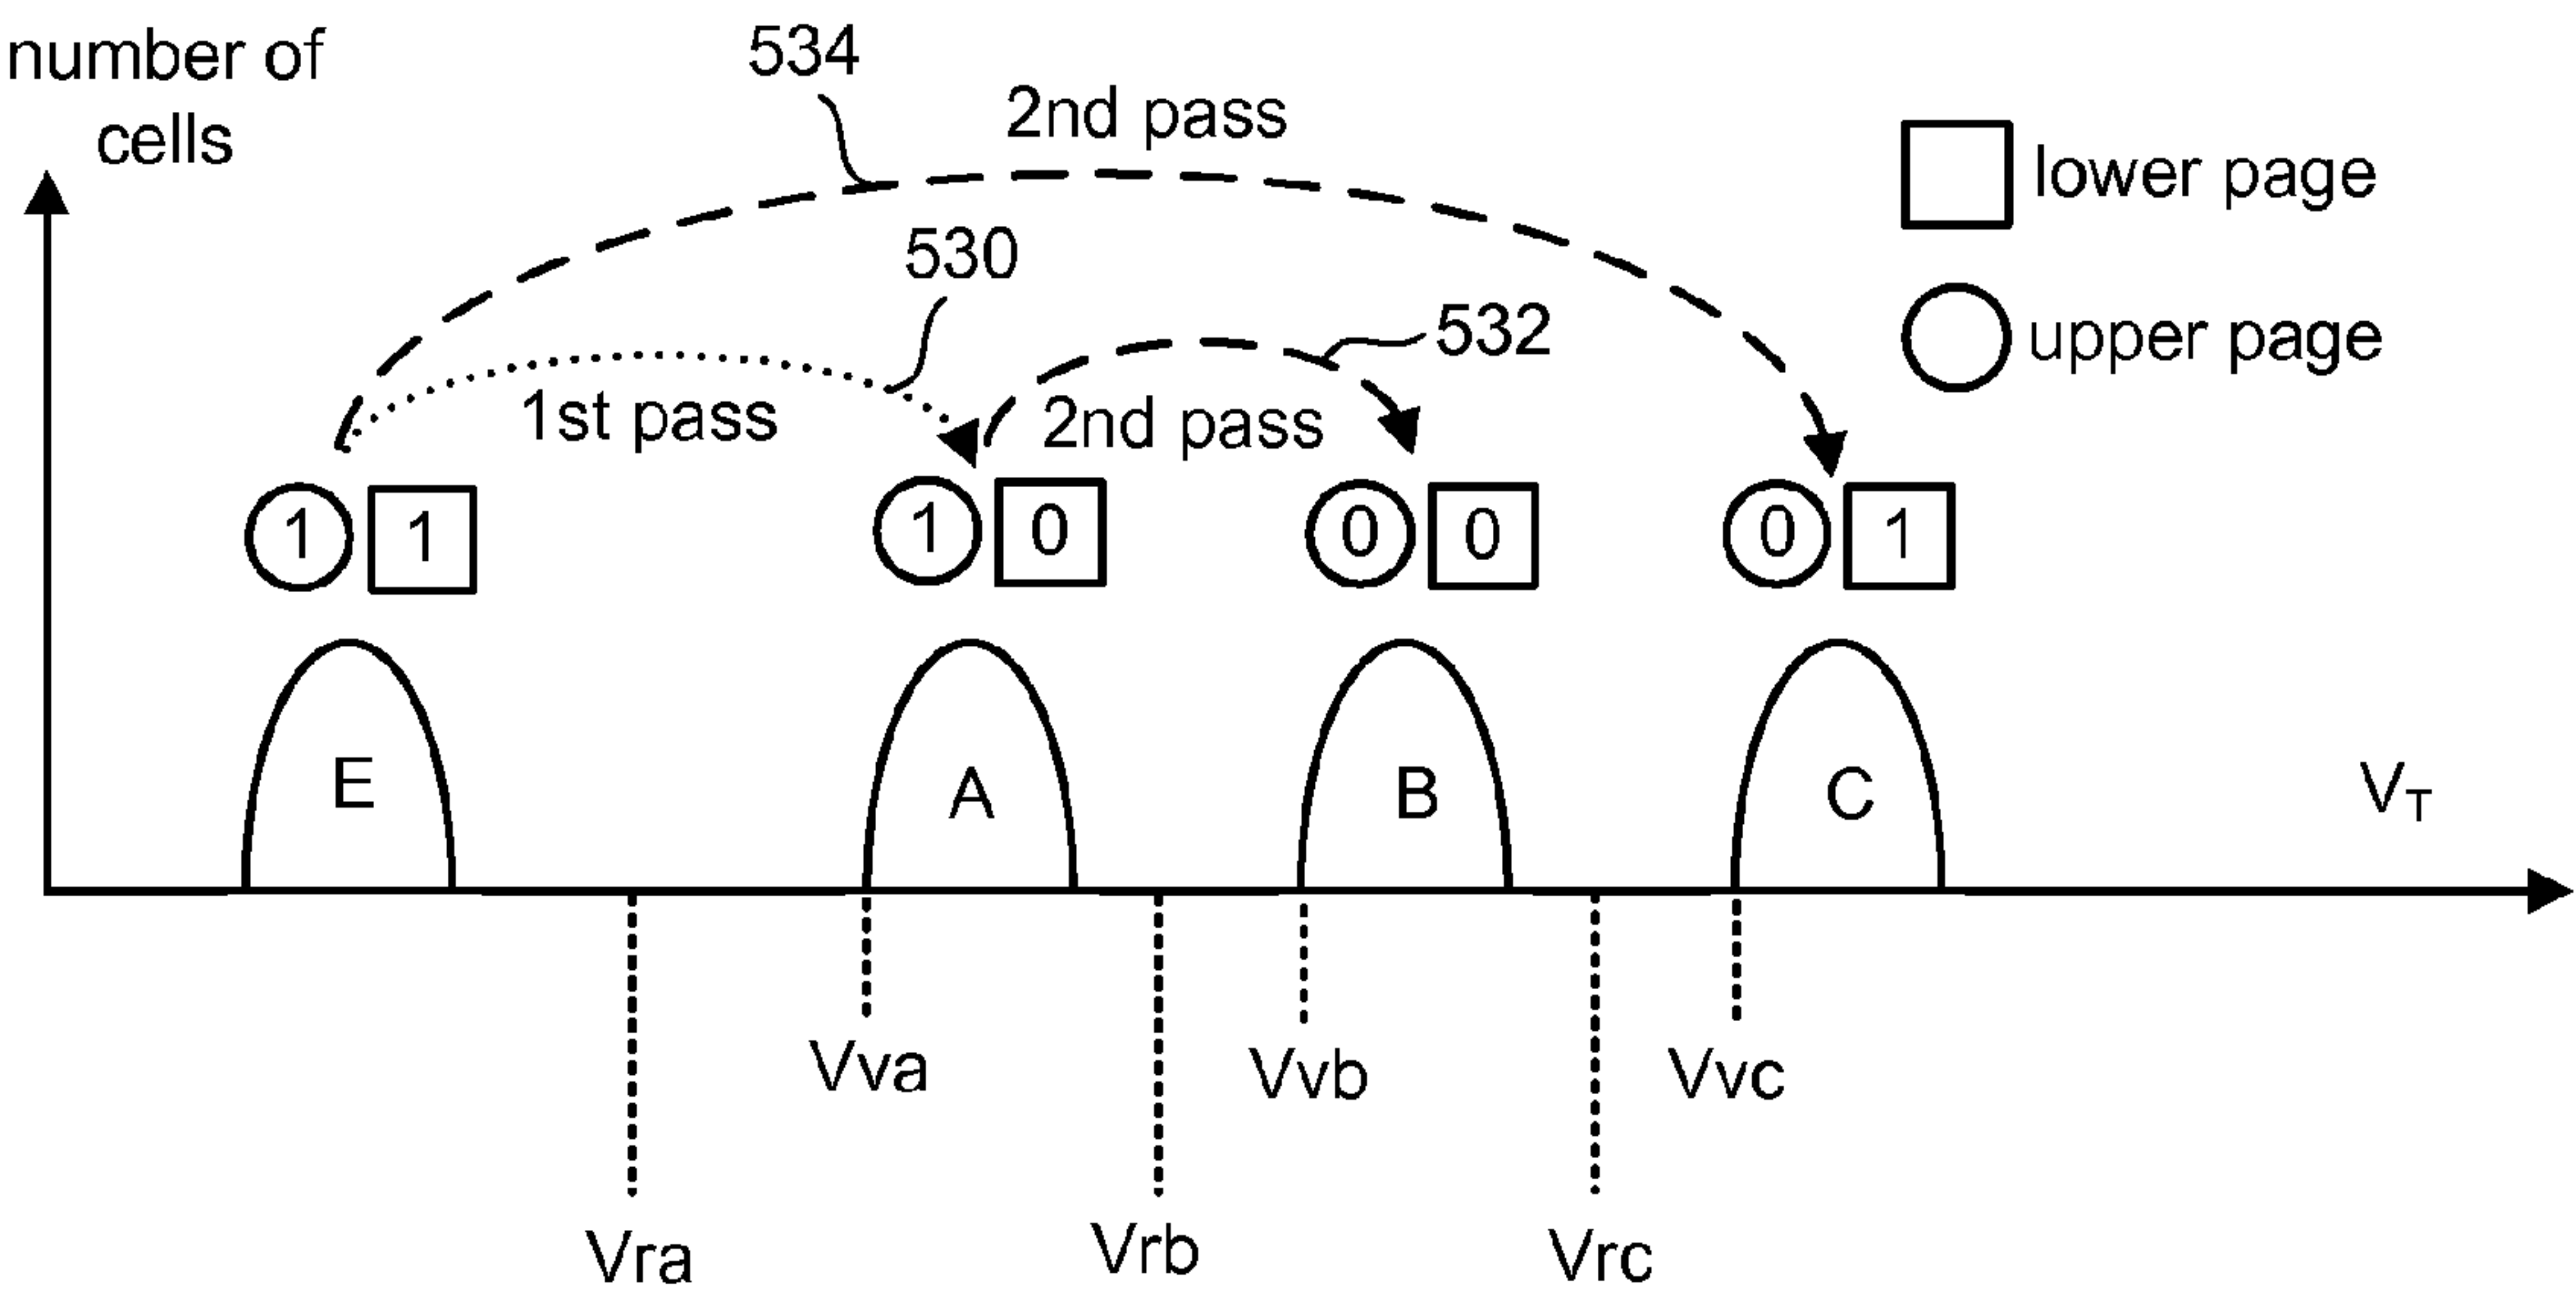 number of
cells
534
2nd pass
lower page
530
upper page
532
1st pass
2nd pass
1 1
1 0
0 0
0 1
E
A
B
C
VT
Vva
Vvb
Vvc
Vra
Vrb
Vrc